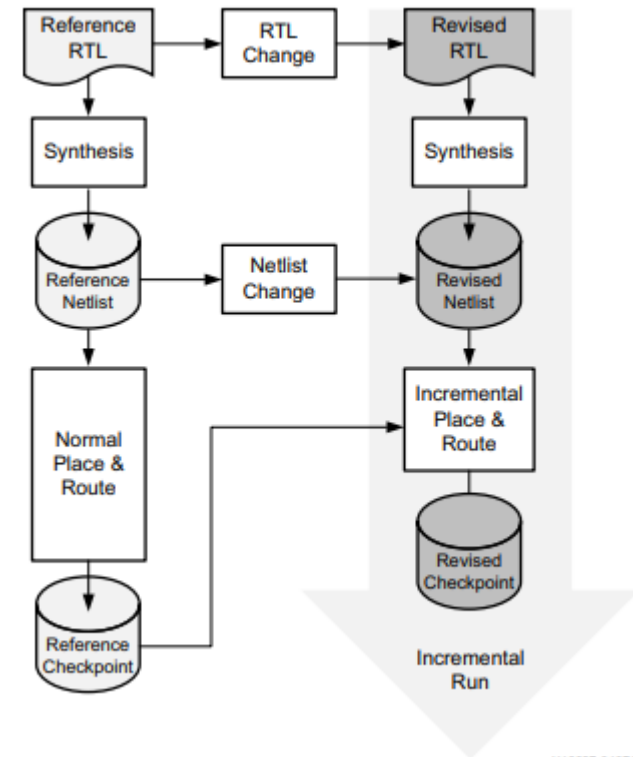 Reference
RTL
RTL
Change
Revised
RTL
Synthesis
Synthesis
Reference
Netlist
Netlist
Change
Revised
Netlist
Normal
Place &
Route
Incremental
Place &
Route
Reference
Checkpoint
Revised
Checkpoint
Incremental
Run